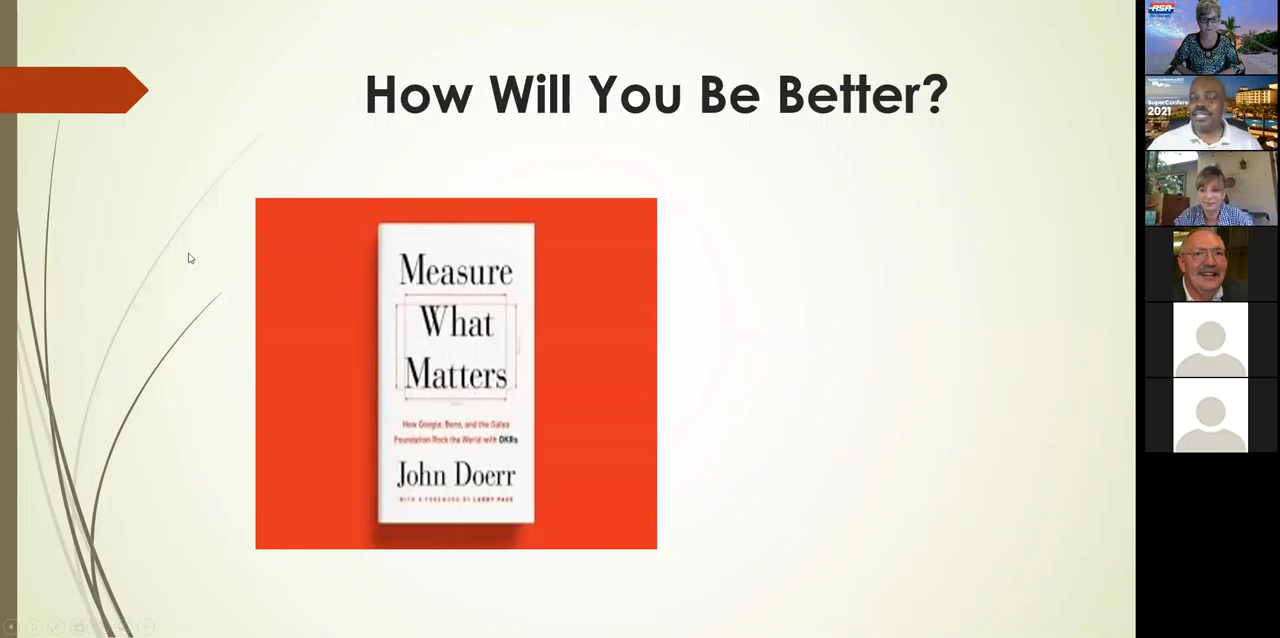 How Will You Be Better?
Measure
What
Matters
How Google, Bono, and the Gates
Foundation Rock the World with OKRs
John Doerr
WITH A FOREWORD BY LARRY PAGE
ASA
SuperConference
2021